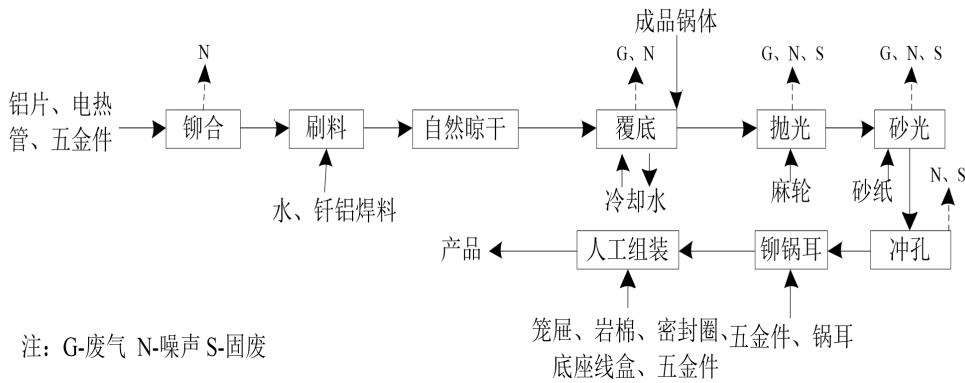 成品锅体
N
G、N
G、N、S
G、N、S
铝片、电热
管、五金件
铆合
刷料
自然晾干
覆底
抛光
砂光
水、钎铝焊料
冷却水
麻轮
砂纸
N、S
产品
人工组装
铆锅耳
冲孔
笼屉、岩棉、密封圈、
底座线盒、五金件
五金件、锅耳
注：G-废气 N-噪声 S-固废